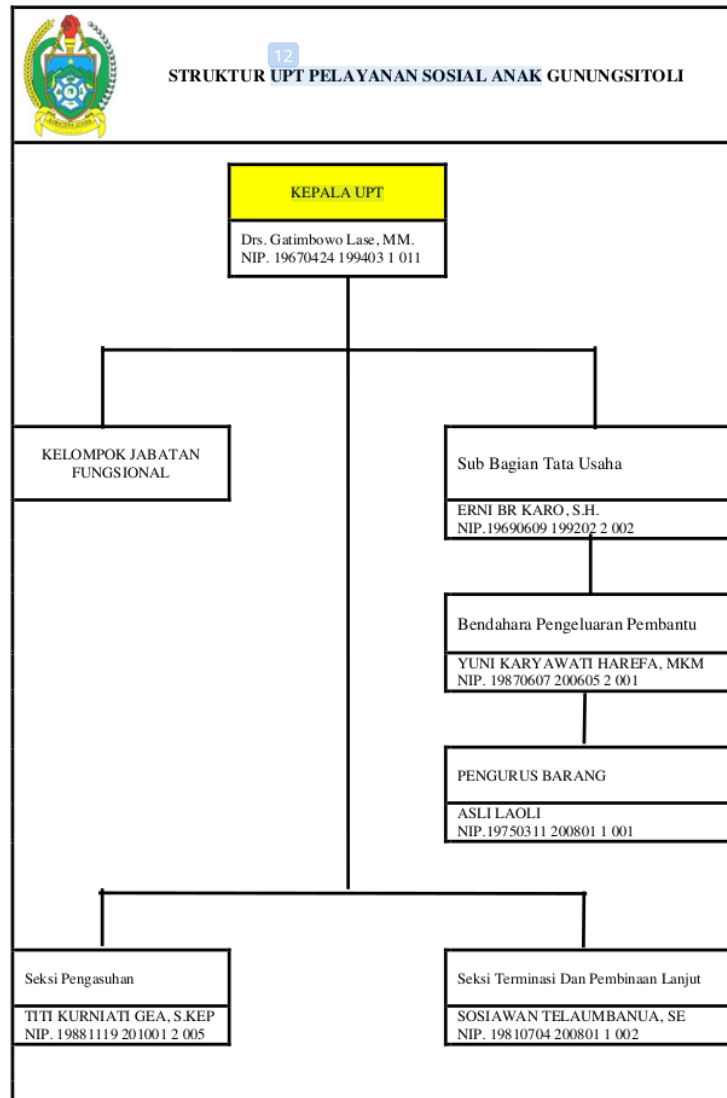 12
STRUKTUR UPT PELAYANAN SOSIAL ANAK GUNUNGSITOLI
SUMATERA UTARA
KEPALA UPT
Drs. Gatimbowo Lase, MM.
NIP. 19670424 199403 1 011
KELOMPOK JABATAN
FUNGSIONAL
Sub Bagian Tata Usaha
ERNI BR KARO, S.H.
NIP.19690609 199202 2 002
Bendahara Pengeluaran Pembantu
YUNI KARYAWATI HAREFA, MKM
NIP. 19870607 200605 2 001
PENGURUS BARANG
ASLI LAOLI
NIP.19750311 200801 1 001
Seksi Pengasuhan
TITI KURNIATI GEA, S.KEP
NIP. 19881119 201001 2 005
Seksi Terminasi Dan Pembinaan Lanjut
SOSIAWAN TELAUMBANUA, SE
NIP. 19810704 200801 1 002